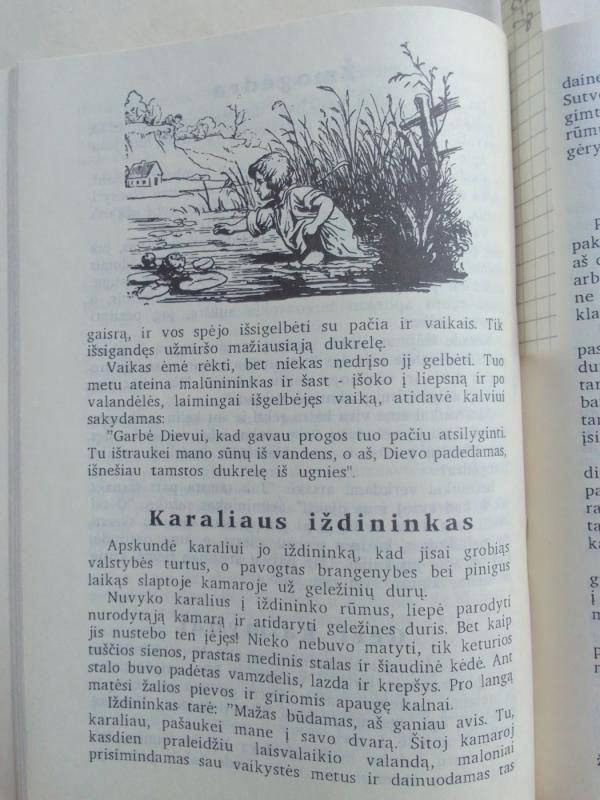 gaisrą, ir vos spėjo išsigelbėti su pačia ir vaikais. Tik
išsigandęs užmiršo mažiausiąją dukrelę.
Vaikas ėmė rėkti, bet niekas nedrįso jį gelbėti. Tuo
metu ateina malūnininkas ir šast - įšoko į liepsną ir po
valandėlės, laimingai išgelbėjęs vaiką, atidavė kalviui
sakydamas:
"Garbė Dievui, kad gavau progos tuo pačiu atsilyginti.
Tu ištraukei mano sūnų iš vandens, o aš, Dievo padedamas,
išnešiau tamstos dukrelę iš ugnies".
Karaliaus iždininkas
Apskundė karaliui jo iždininką, kad jisai grobiąs
valstybės turtus, o pavogtas brangenybes bei pinigus
laikąs slaptoje kamaroje už geležinių durų.
Nuvyko karalius į iždininko rūmus, liepė parodyti
nurodytąją kamarą ir atidaryti geležines duris. Bet kaip
jis nustebo ten įėjęs! Nieko nebuvo matyti, tik keturios
tuščios sienos, prastas medinis stalas ir šiaudinė kėdė. Ant
stalo buvo padėtas vamzdelis, lazda ir krepšys. Pro langą
matėsi žalios pievos ir giriomis apaugę kalnai.
Iždininkas tarė: "Mažas būdamas, aš ganiau avis. Tu,
karaliau, pašaukei mane į savo dvarą. Šitoj kamaroj
kasdien praleidžiu laisvalaikio valandą, maloniai
prisimindamas sau vaikystės metus ir dainuodamas tas